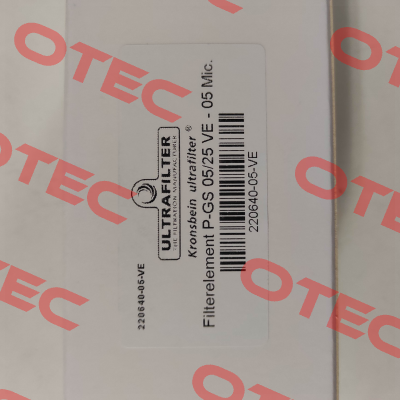 ULTRAFILTER
THE FILTRATION MANUFACTURER
Kronsbein ultrafilter ®
Filterelement P-GS 05/25 VE - 05 Mic.
220640-05-VE
220640-05-VE
OTEC
OTEC
OTEC
OTEC
OTEC
OTEC